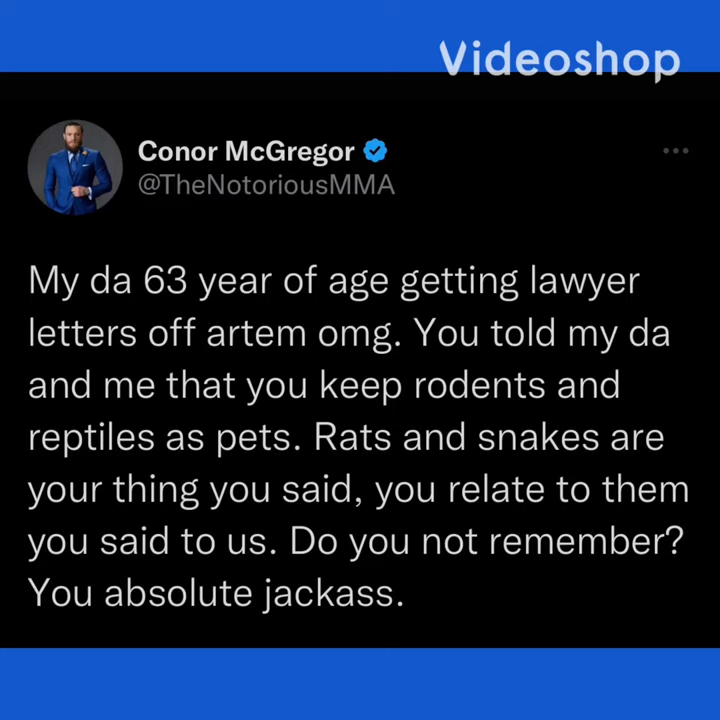 Videoshop
Conor McGregor
@TheNotoriousMMA
My da 63 year of age getting lawyer
letters off artem omg. You told my da
and me that you keep rodents and
reptiles as pets. Rats and snakes are
your thing you said, you relate to them
you said to us. Do you not remember?
You absolute jackass.